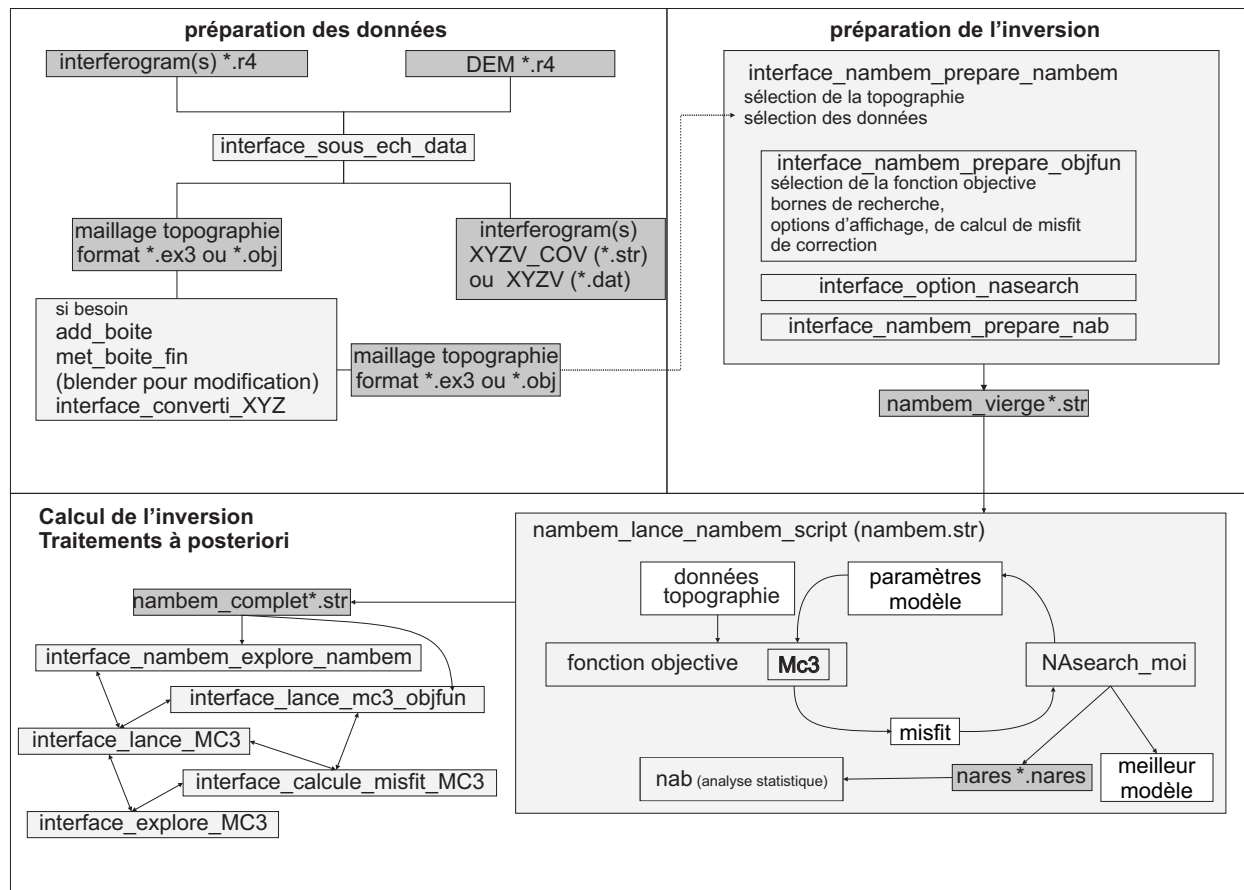 préparation des données
interferogram(s) *.r4
DEM *.r4
interface_sous_ech_data
maillage topographie
format *.ex3 ou *.obj
interferogram(s)
XYZV_COV (*.str)
ou XYZV (*.dat)
si besoin
add_boite
met_boite_fin
(blender pour modification)
interface_converti_XYZ
maillage topographie
format *.ex3 ou *.obj
préparation de l'inversion
interface_nambem_prepare_nambem
sélection de la topographie
sélection des données
interface_nambem_prepare_objfun
sélection de la fonction objective
bornes de recherche,
options d'affichage, de calcul de misfit
de correction
interface_option_nasearch
interface_nambem_prepare_nab
nambem_vierge*.str
Calcul de l'inversion
Traitements à posteriori
nambem_complet*.str
interface_nambem_explore_nambem
interface_lance_mc3_objfun
interface_lance_MC3
interface_calcule_misfit_MC3
interface_explore_MC3
nambem_lance_nambem_script (nambem.str)
données
topographie
paramètres
modèle
fonction objective
Mc3
NAsearch_moi
misfit
nab (analyse statistique)
nares *.nares
meilleur
modèle